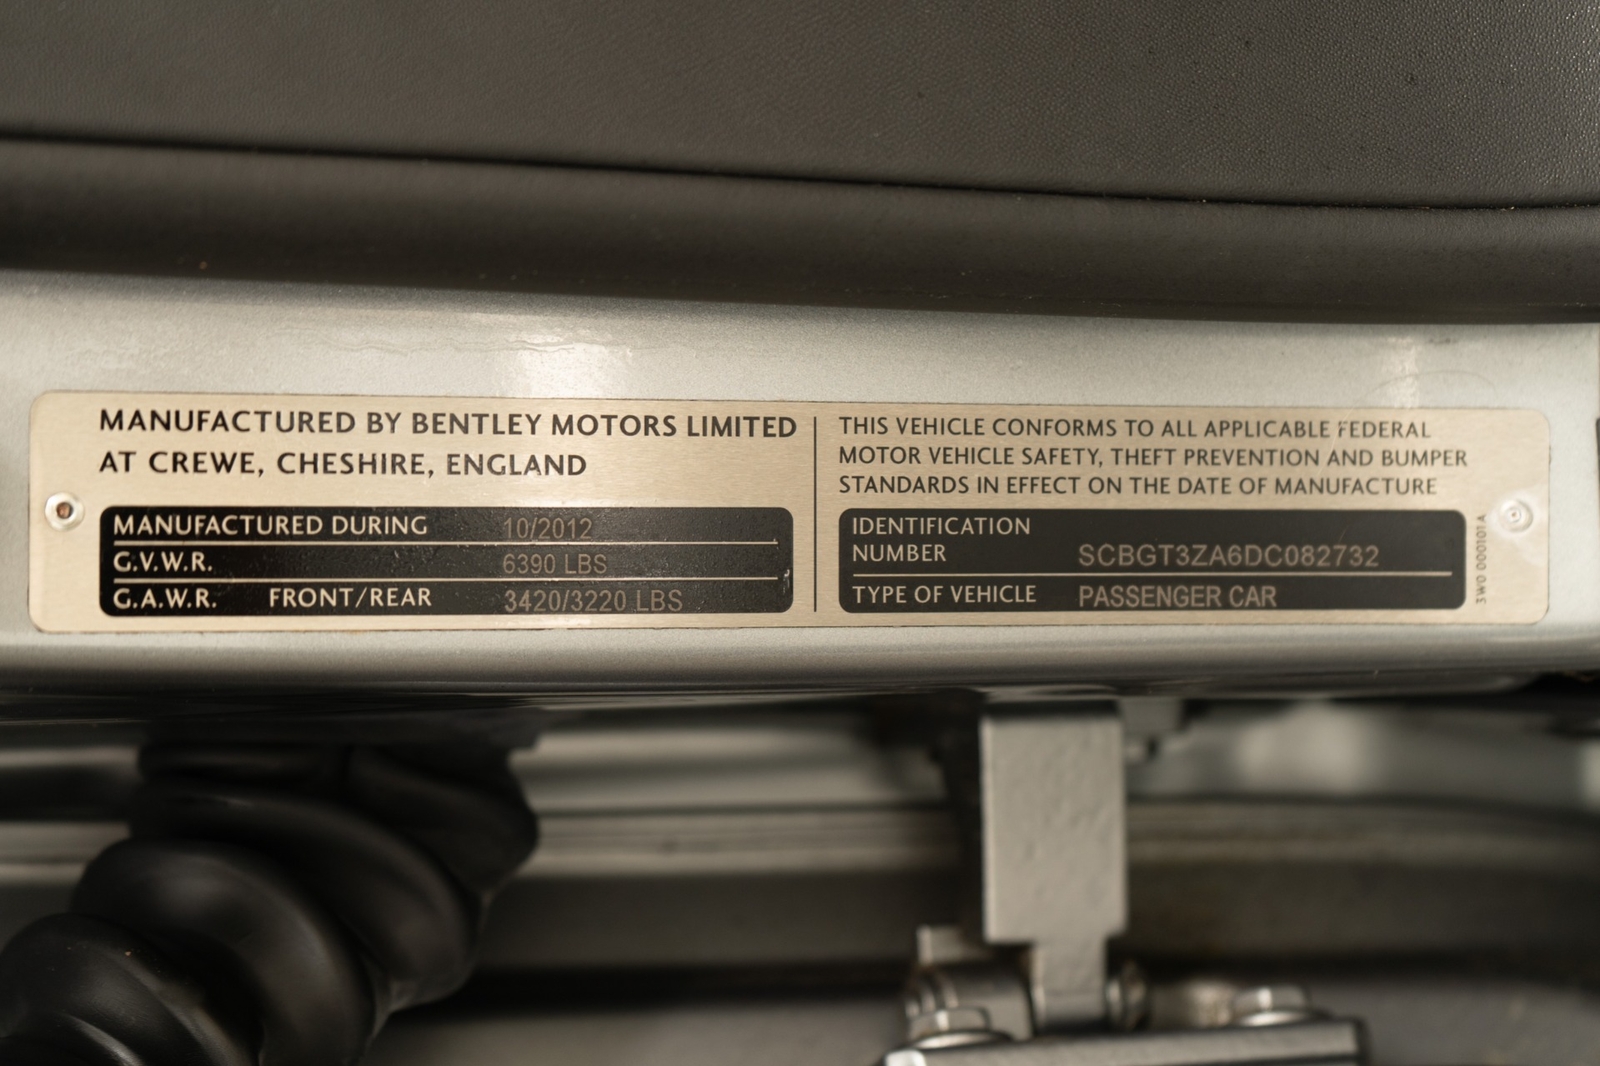 MANUFACTURED BY BENTLEY MOTORS LIMITED
AT CREWE, CHESHIRE, ENGLAND
MANUFACTURED DURING 10/2012
G.V.W.R. 6390 LBS
G.A.W.R. FRONT/REAR 3420/3220 LBS
THIS VEHICLE CONFORMS TO ALL APPLICABLE FEDERAL
MOTOR VEHICLE SAFETY, THEFT PREVENTION AND BUMPER
STANDARDS IN EFFECT ON THE DATE OF MANUFACTURE
IDENTIFICATION
NUMBER SCBGT3ZA6DC082732
TYPE OF VEHICLE PASSENGER CAR
3W0 000101 A